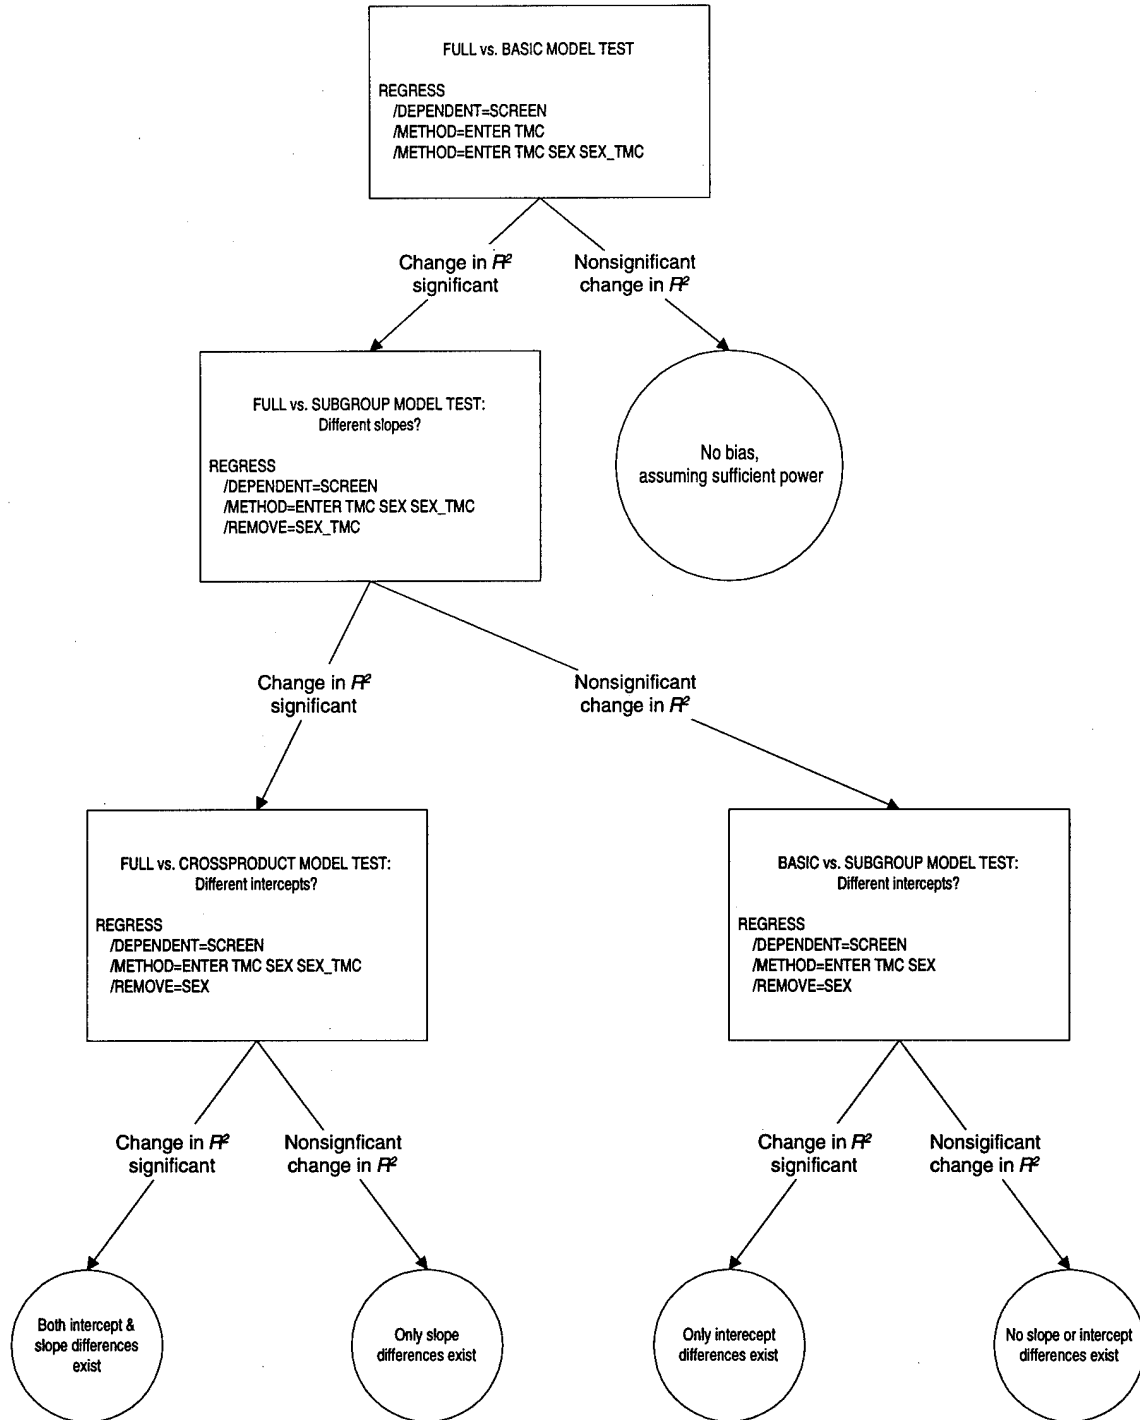 FULL vs. BASIC MODEL TEST
REGRESS
/DEPENDENT=SCREEN
/METHOD=ENTER TMC
/METHOD=ENTER TMC SEX SEX_TMC
Change in R²
significant
Nonsignificant
change in R²
FULL vs. SUBGROUP MODEL TEST:
Different slopes?
REGRESS
/DEPENDENT=SCREEN
/METHOD=ENTER TMC SEX SEX_TMC
/REMOVE=SEX_TMC
No bias,
assuming sufficient power
Change in R²
significant
Nonsignificant
change in R²
FULL vs. CROSSPRODUCT MODEL TEST:
Different intercepts?
REGRESS
/DEPENDENT=SCREEN
/METHOD=ENTER TMC SEX SEX_TMC
/REMOVE=SEX
BASIC vs. SUBGROUP MODEL TEST:
Different intercepts?
REGRESS
/DEPENDENT=SCREEN
/METHOD=ENTER TMC SEX
/REMOVE=SEX
Change in R²
significant
Nonsignficant
change in R²
Change in R²
significant
Nonsigificant
change in R²
Both intercept &
slope differences
exist
Only slope
differences exist
Only interecept
differences exist
No slope or intercept
differences exist